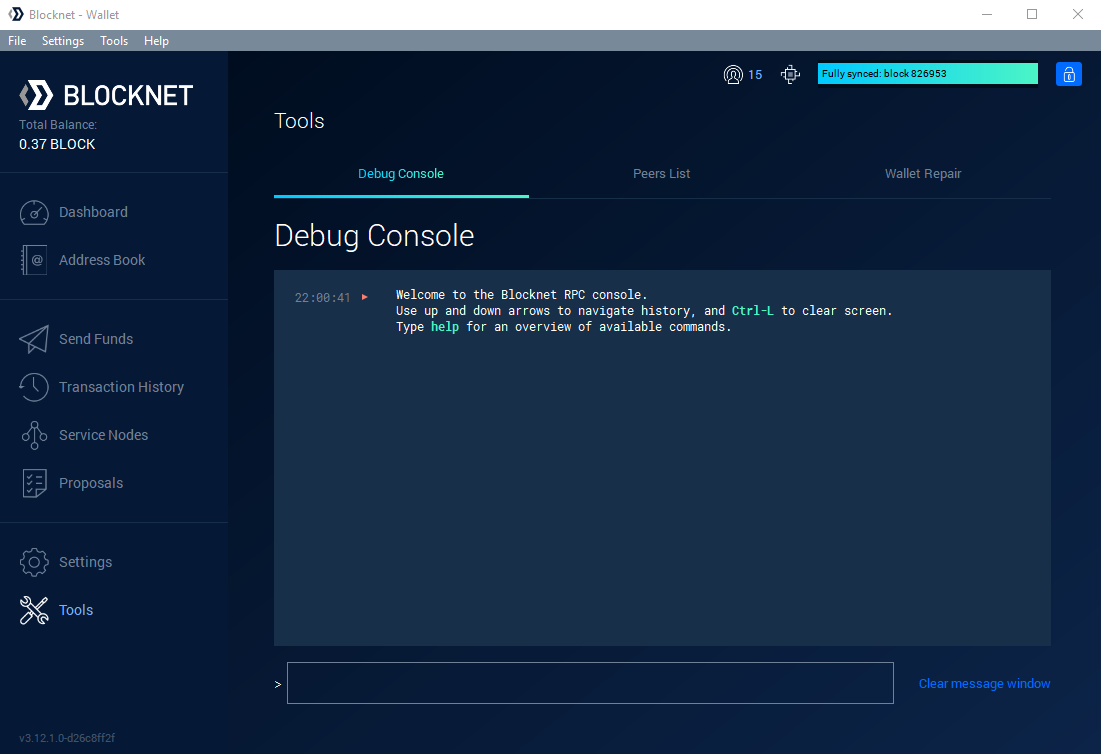 Blocknet - Wallet
File Settings Tools Help
BLOCKNET
Total Balance:
0.37 BLOCK
Dashboard
Address Book
Send Funds
Transaction History
Service Nodes
Proposals
Settings
Tools
v3.12.1.0-d26c8ff2f
15
Fully synced: block 826953
Tools
Debug Console Peers List Wallet Repair
Debug Console
22:00:41 Welcome to the Blocknet RPC console.
Use up and down arrows to navigate history, and Ctrl-L to clear screen.
Type help for an overview of available commands.
>
Clear message window